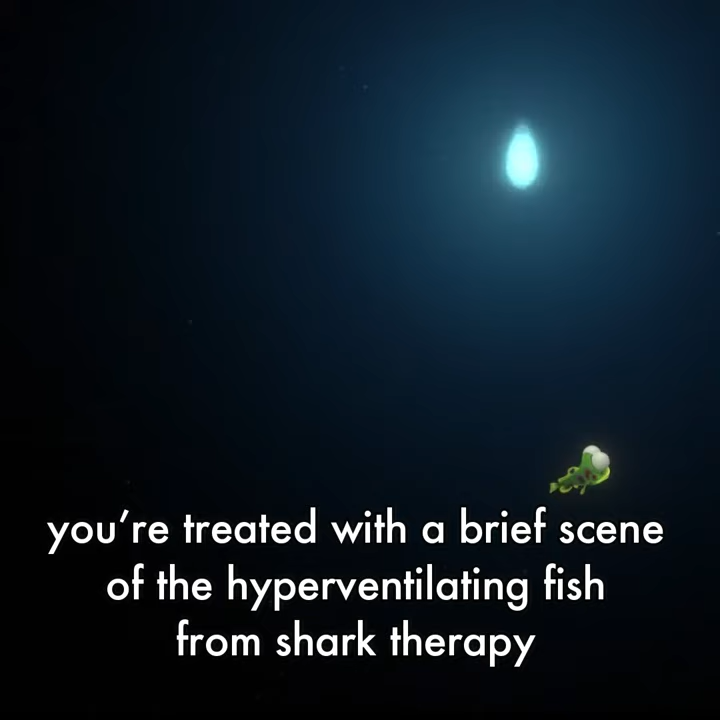 you’re treated with a brief scene
of the hyperventilating fish
from shark therapy